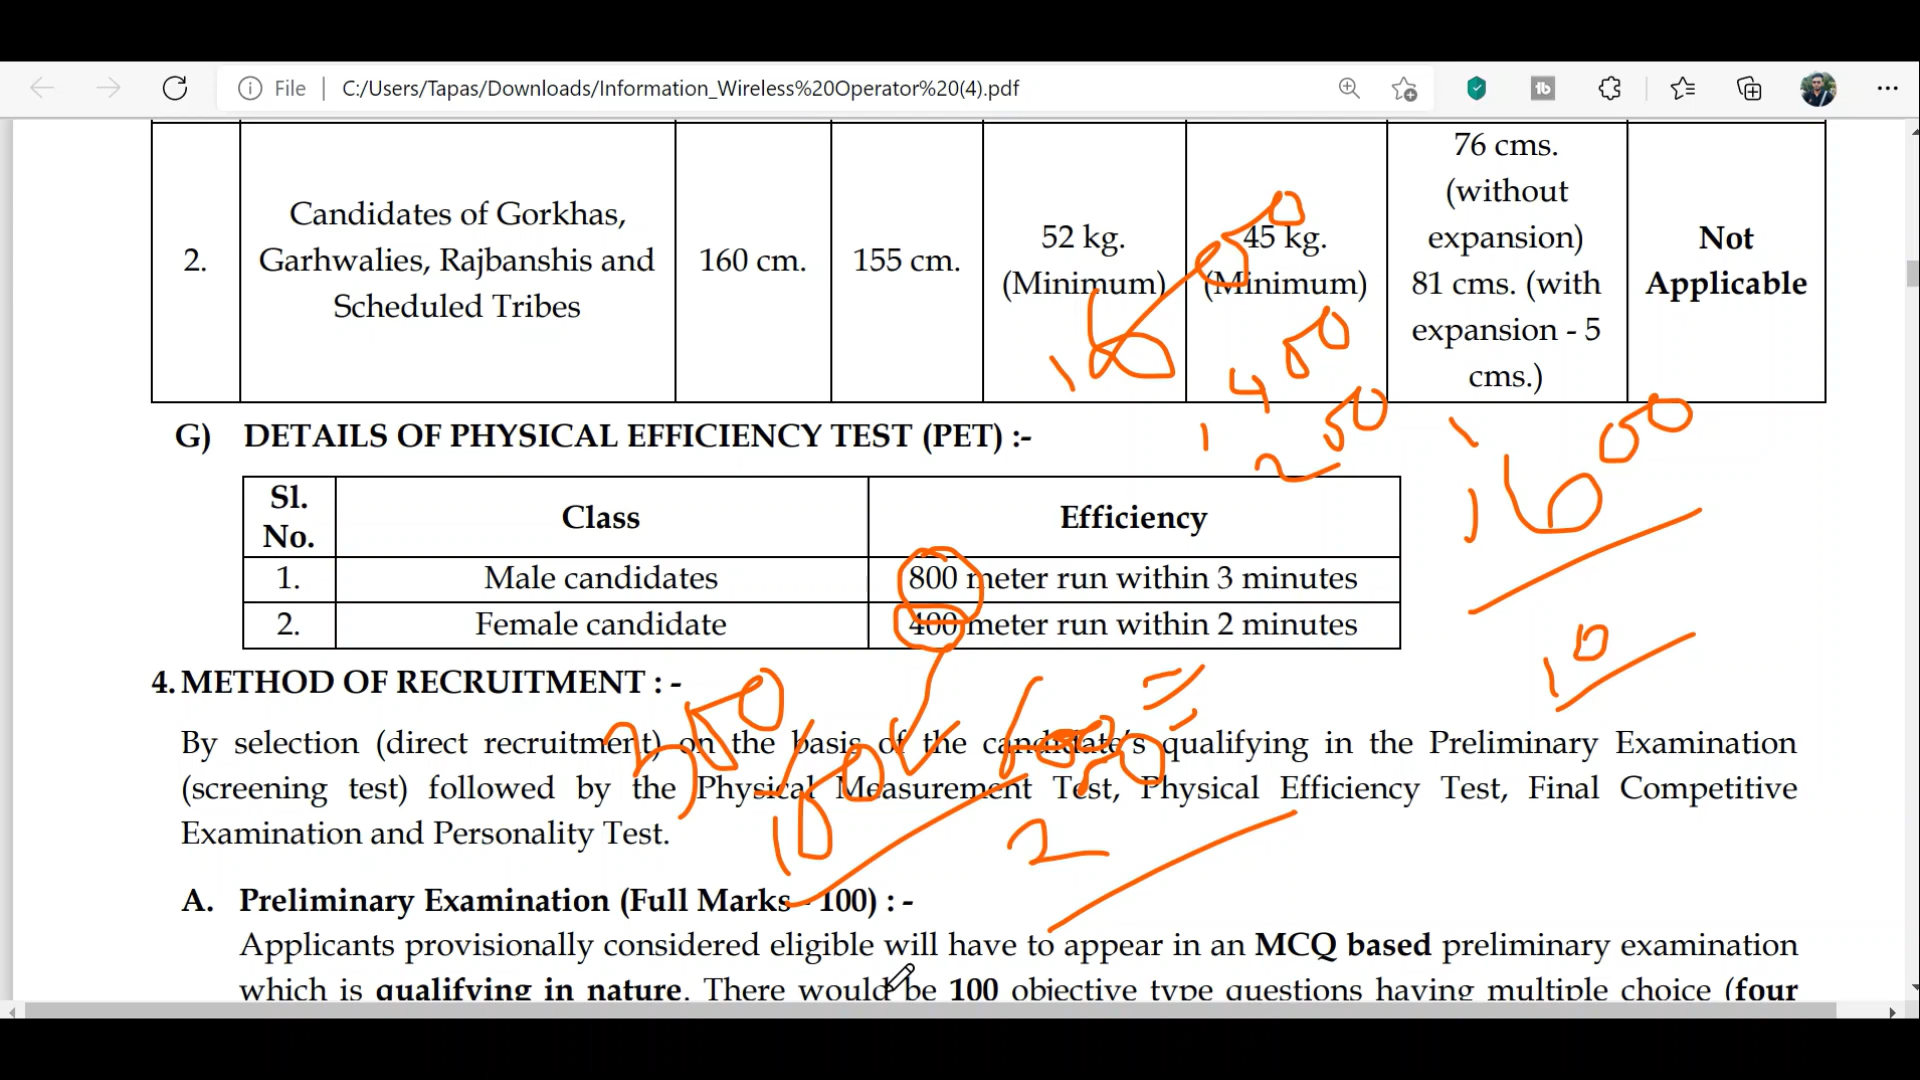 File
C:/Users/Tapas/Downloads/Information_Wireless%20Operator%20(4).pdf
2.
Candidates of Gorkhas,
Garhwalies, Rajbanshis and
Scheduled Tribes
160 cm.
155 cm.
52 kg.
(Minimum)
45 kg.
(Minimum)
76 cms.
(without
expansion)
81 cms. (with
expansion - 5
cms.)
Not
Applicable
1600
400
1
200
1
1600
G) DETAILS OF PHYSICAL EFFICIENCY TEST (PET) :-
Sl.
No.
Class
Efficiency
1. Male candidates 800 meter run within 3 minutes
2. Female candidate 400 meter run within 2 minutes
10
4. METHOD OF RECRUITMENT : -
By selection (direct recruitment) on the basis of the candidate's qualifying in the Preliminary Examination
(screening test) followed by the Physical Measurement Test, Physical Efficiency Test, Final Competitive
Examination and Personality Test.
A. Preliminary Examination (Full Marks - 100) : -
Applicants provisionally considered eligible will have to appear in an MCQ based preliminary examination
which is qualifying in nature. There would be 100 objective type questions having multiple choice (four